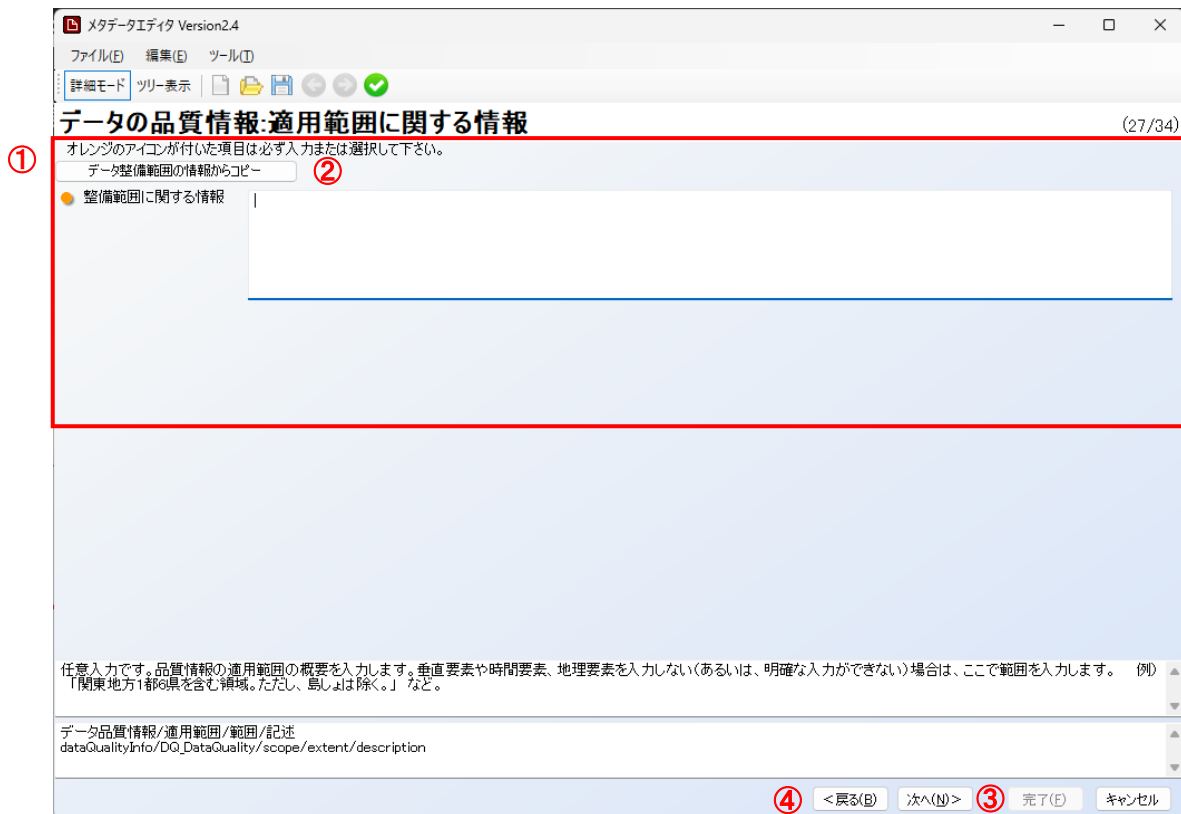 メタデータエディタ Version2.4
ファイル(F) 編集(E) ツール(T)
詳細モード ツリー表示
データの品質情報:適用範囲に関する情報 (27/34)
① オレンジのアイコンが付いた項目は必ず入力または選択して下さい。
データ整備範囲の情報からコピー ②
整備範囲に関する情報
任意入力です。品質情報の適用範囲の概要を入力します。垂直要素や時間要素、地理要素を入力しない(あるいは、明確な入力ができない)場合は、ここで範囲を入力します。 例)
「関東地方1都6県を含む領域。ただし、島しょは除く。」 など。
データ品質情報/適用範囲/範囲/記述
dataQualityInfo/DQ_DataQuality/scope/extent/description
④ <戻る(B) 次へ(N)> ③ 完了(F) キャンセル